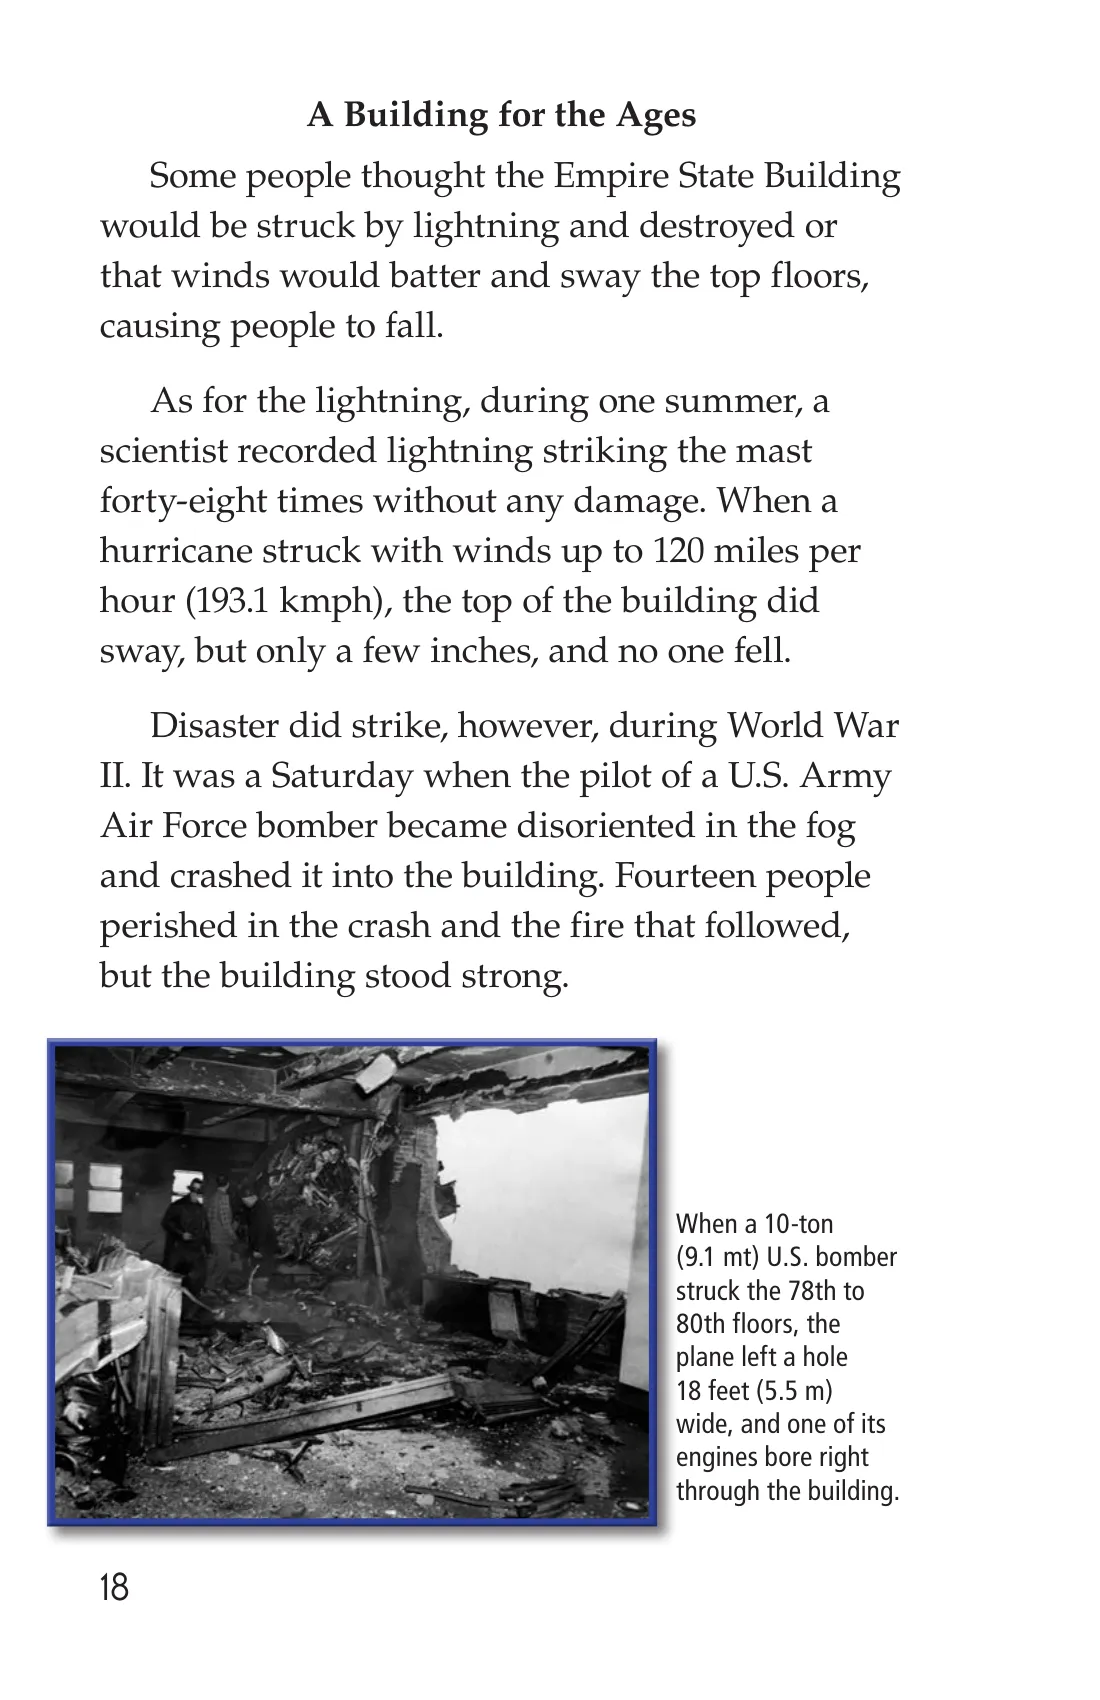 A Building for the Ages
Some people thought the Empire State Building
would be struck by lightning and destroyed or
that winds would batter and sway the top floors,
causing people to fall.
As for the lightning, during one summer, a
scientist recorded lightning striking the mast
forty-eight times without any damage. When a
hurricane struck with winds up to 120 miles per
hour (193.1 kmph), the top of the building did
sway, but only a few inches, and no one fell.
Disaster did strike, however, during World War
II. It was a Saturday when the pilot of a U.S. Army
Air Force bomber became disoriented in the fog
and crashed it into the building. Fourteen people
perished in the crash and the fire that followed,
but the building stood strong.
When a 10-ton
(9.1 mt) U.S. bomber
struck the 78th to
80th floors, the
plane left a hole
18 feet (5.5 m)
wide, and one of its
engines bore right
through the building.
18